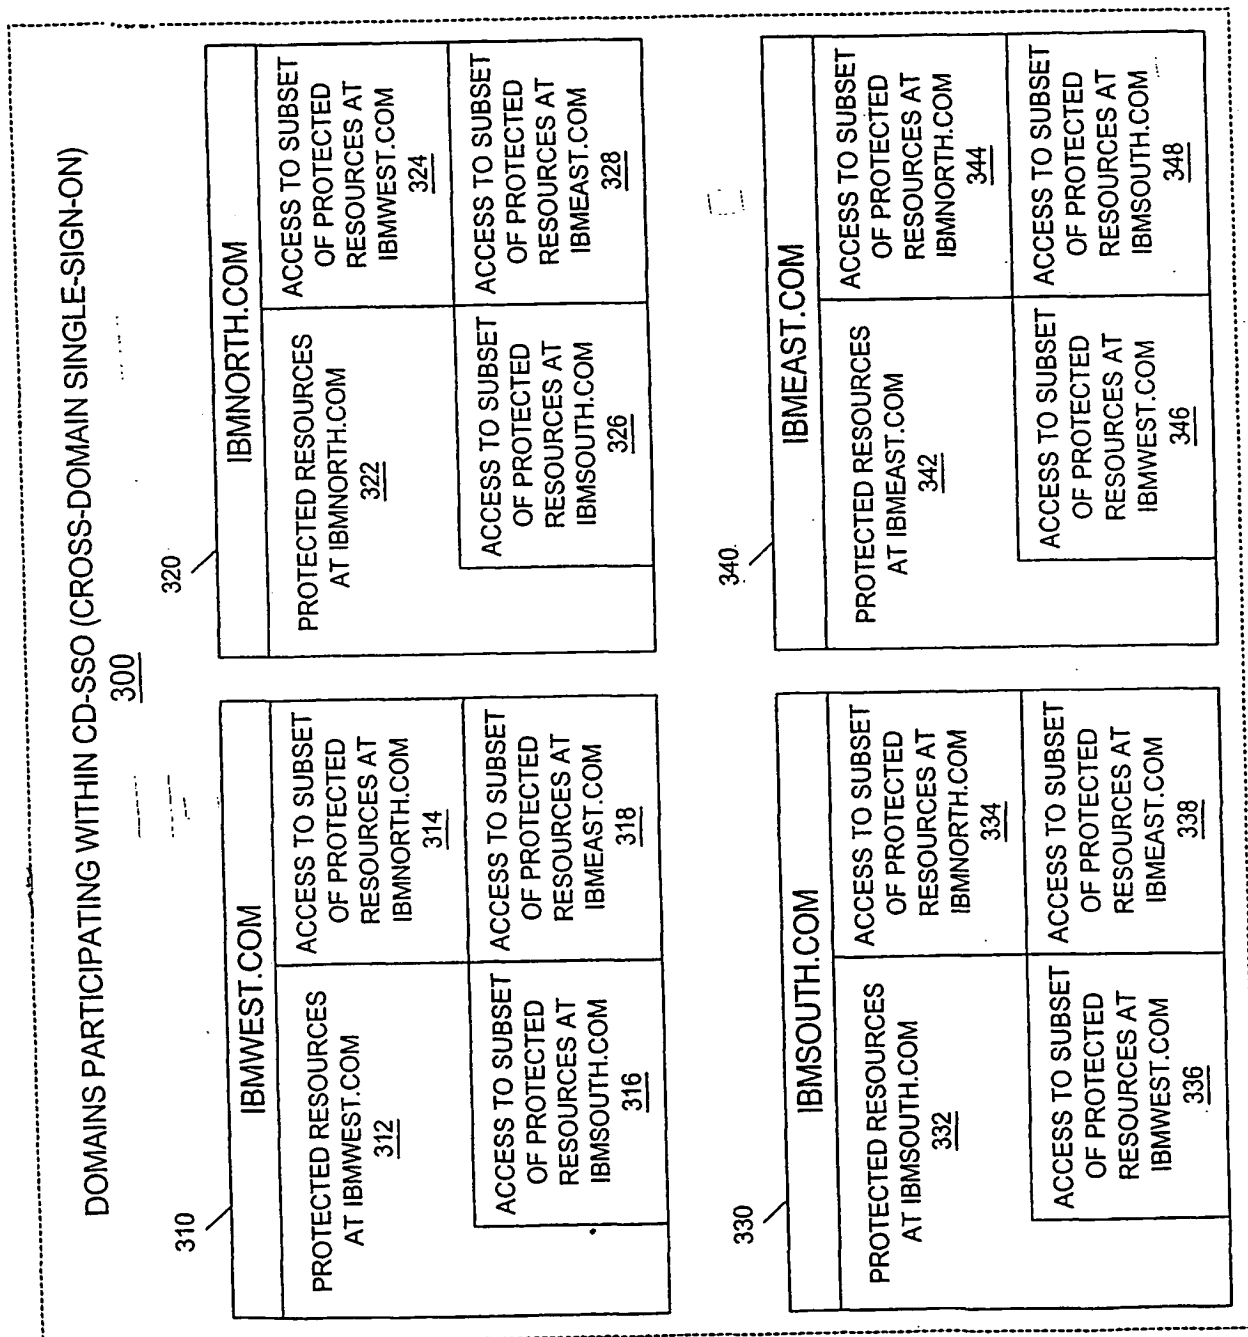 DOMAINS PARTICIPATING WITHIN CD-SSO (CROSS-DOMAIN SINGLE-SIGN-ON)
300
310
IBMWEST.COM
PROTECTED RESOURCES
AT IBMWEST.COM
312
ACCESS TO SUBSET
OF PROTECTED
RESOURCES AT
IBMNORTH.COM
314
ACCESS TO SUBSET
OF PROTECTED
RESOURCES AT
IBMSOUTH.COM
316
ACCESS TO SUBSET
OF PROTECTED
RESOURCES AT
IBMEAST.COM
318
320
IBMNORTH.COM
PROTECTED RESOURCES
AT IBMNORTH.COM
322
ACCESS TO SUBSET
OF PROTECTED
RESOURCES AT
IBMWEST.COM
324
ACCESS TO SUBSET
OF PROTECTED
RESOURCES AT
IBMSOUTH.COM
326
ACCESS TO SUBSET
OF PROTECTED
RESOURCES AT
IBMEAST.COM
328
330
IBMSOUTH.COM
PROTECTED RESOURCES
AT IBMSOUTH.COM
332
ACCESS TO SUBSET
OF PROTECTED
RESOURCES AT
IBMNORTH.COM
334
ACCESS TO SUBSET
OF PROTECTED
RESOURCES AT
IBMWEST.COM
336
ACCESS TO SUBSET
OF PROTECTED
RESOURCES AT
IBMEAST.COM
338
340
IBMEAST.COM
PROTECTED RESOURCES
AT IBMEAST.COM
342
ACCESS TO SUBSET
OF PROTECTED
RESOURCES AT
IBMNORTH.COM
344
ACCESS TO SUBSET
OF PROTECTED
RESOURCES AT
IBMWEST.COM
346
ACCESS TO SUBSET
OF PROTECTED
RESOURCES AT
IBMSOUTH.COM
348